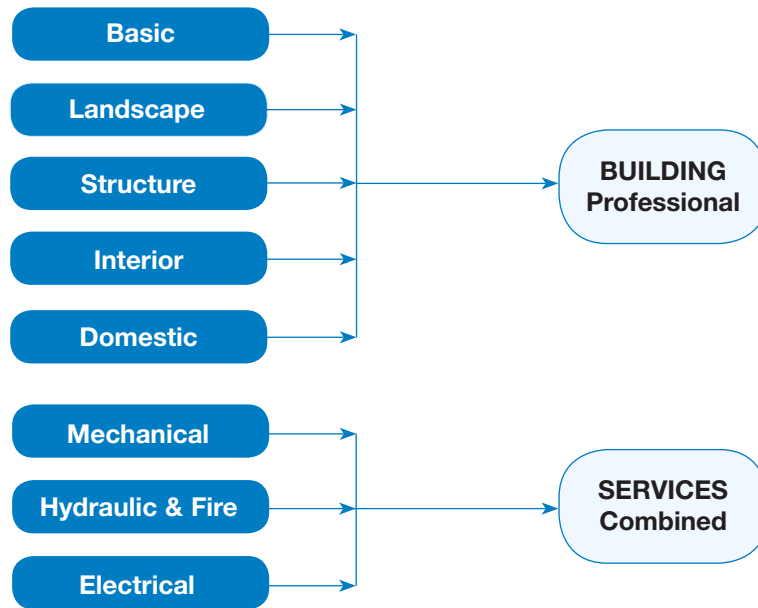 Basic
Landscape
Structure
Interior
Domestic
BUILDING
Professional
Mechanical
Hydraulic & Fire
Electrical
SERVICES
Combined